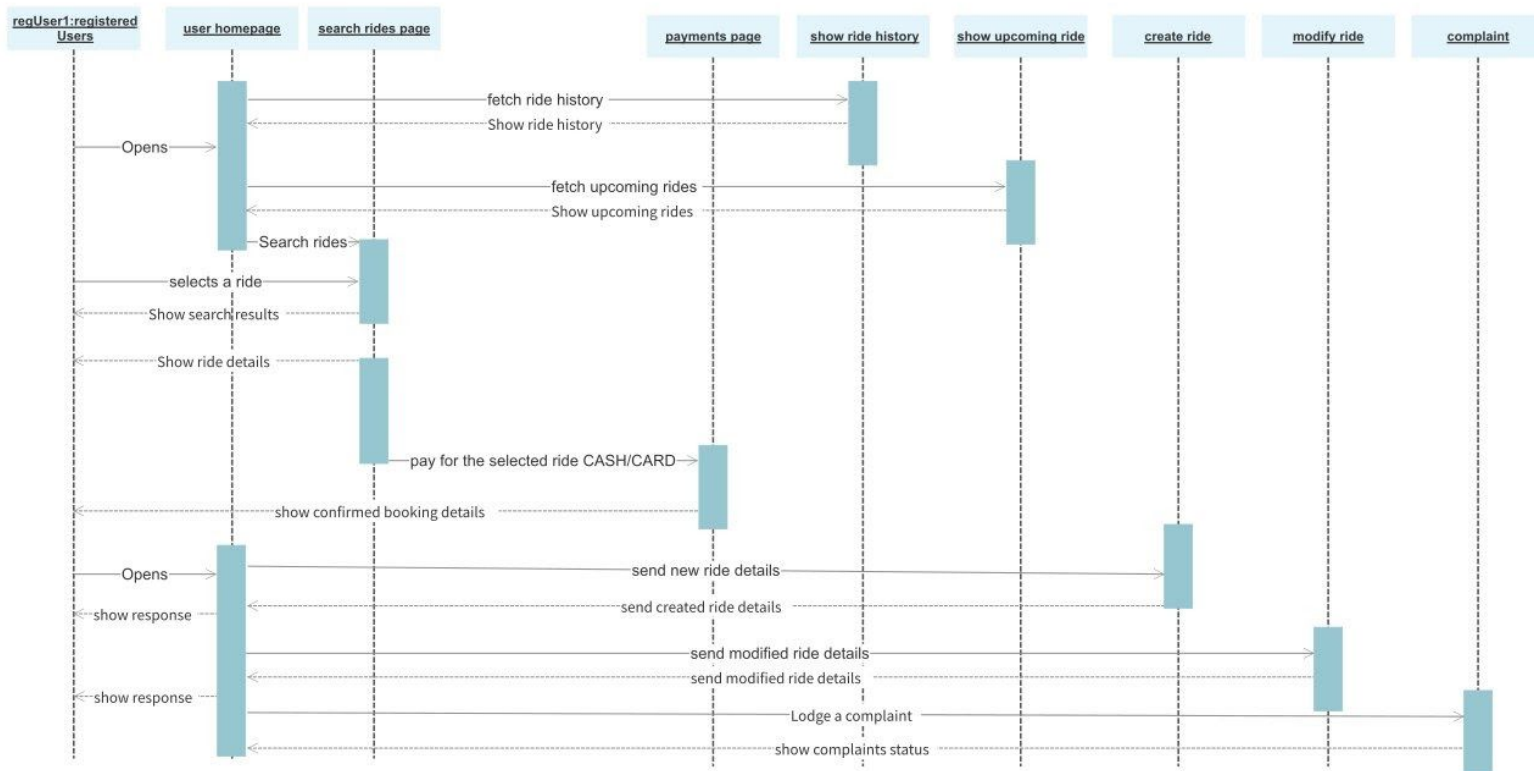 regUser1:registered
Users
user homepage
search rides page
payments page
show ride history
show upcoming ride
create ride
modify ride
complaint
fetch ride history
Show ride history
Opens
fetch upcoming rides
Show upcoming rides
Search rides
selects a ride
Show search results
Show ride details
pay for the selected ride CASH/CARD
show confirmed booking details
send new ride details
Opens
send created ride details
show response
send modified ride details
send modified ride details
show response
Lodge a complaint
show complaints status